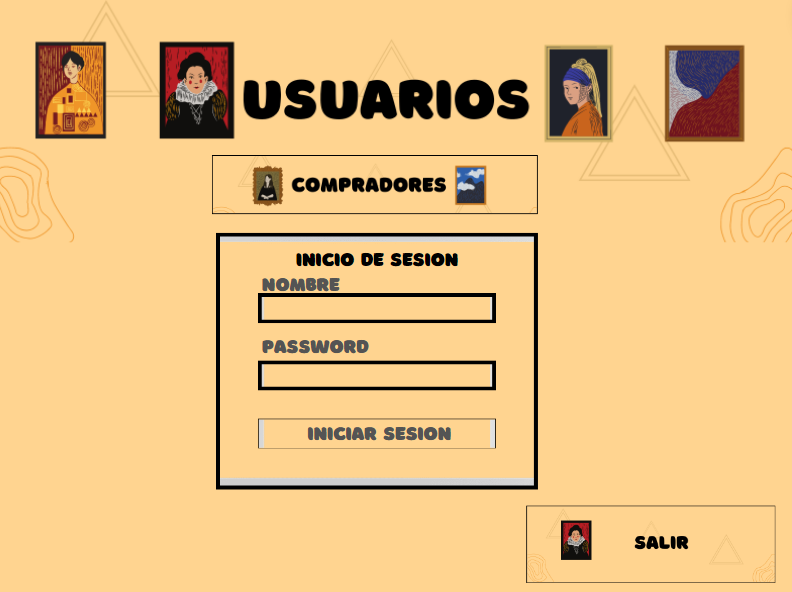 USUARIOS
COMPRADORES
INICIO DE SESION
NOMBRE
PASSWORD
INICIAR SESION
SALIR